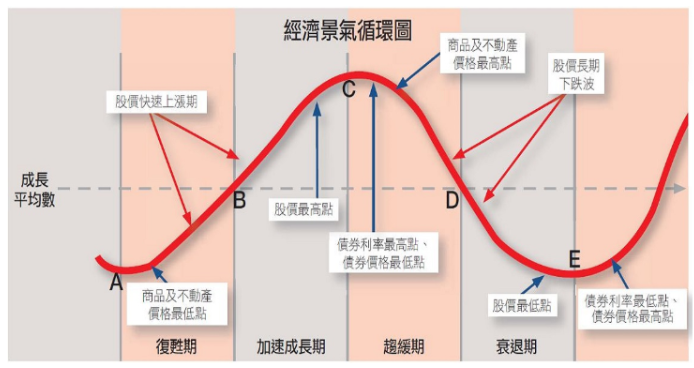 經濟景氣循環圖
商品及不動產
價格最高點
股價長期
下跌波
股價快速上漲期
C
成長
平均數
B
股價最高點
D
債券利率最高點、
債券價格最低點
A
E
商品及不動產
價格最低點
股價最低點
債券利率最低點、
債券價格最高點
復甦期
加速成長期
趨緩期
衰退期